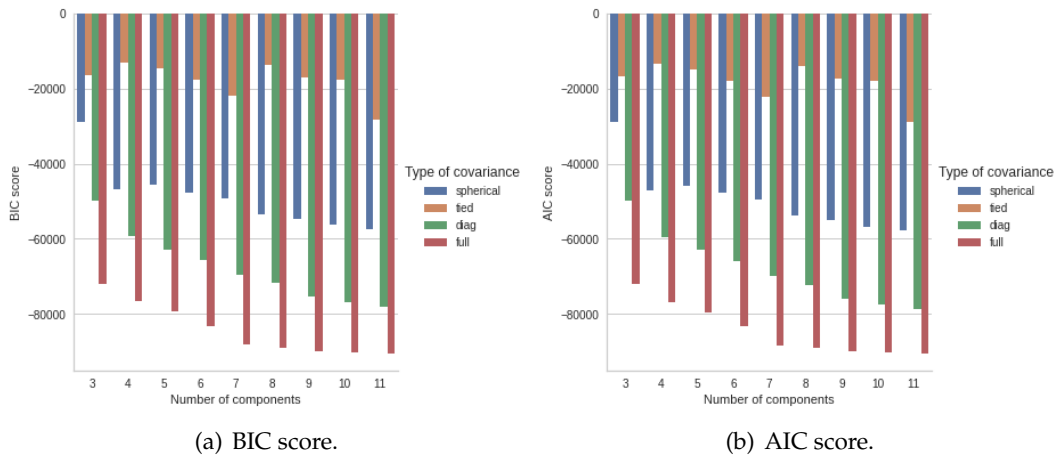 0
−20000
−40000
−60000
−80000
BIC score
3 4 5 6 7 8 9 10 11
Number of components
Type of covariance
spherical
tied
diag
full
(a) BIC score.
0
−20000
−40000
−60000
−80000
AIC score
3 4 5 6 7 8 9 10 11
Number of components
Type of covariance
spherical
tied
diag
full
(b) AIC score.